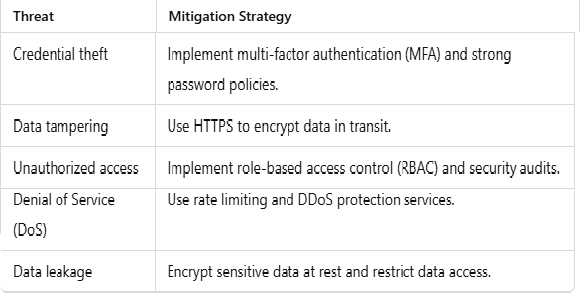 Threat Mitigation Strategy
Credential theft Implement multi-factor authentication (MFA) and strong
password policies.
Data tampering Use HTTPS to encrypt data in transit.
Unauthorized access Implement role-based access control (RBAC) and security audits.
Denial of Service Use rate limiting and DDoS protection services.
(DoS)
Data leakage Encrypt sensitive data at rest and restrict data access.